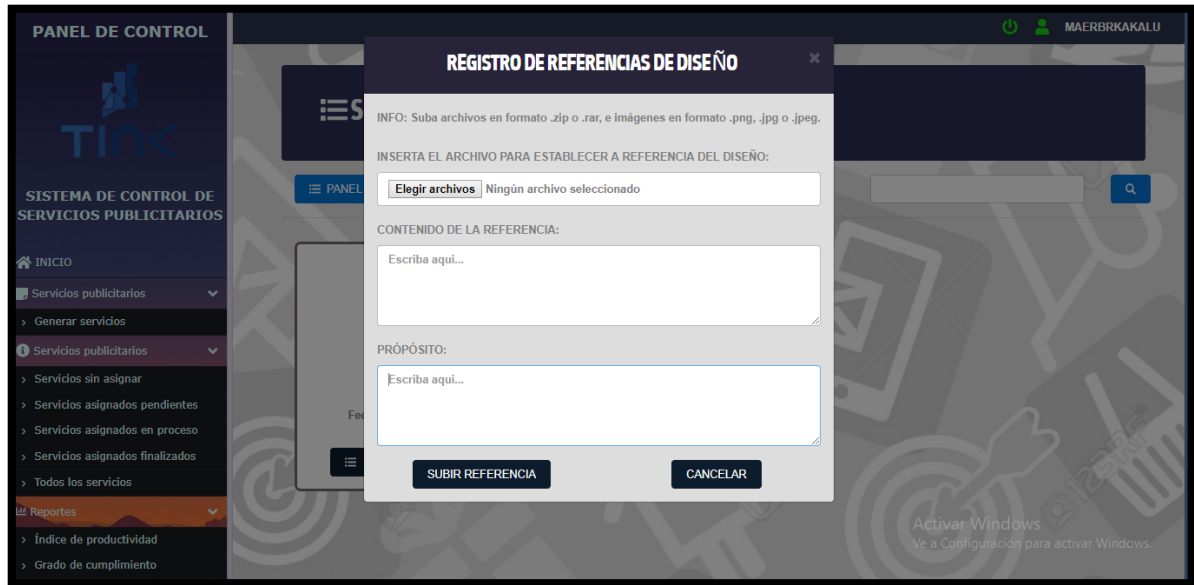 PANEL DE CONTROL
TINK
SISTEMA DE CONTROL DE
SERVICIOS PUBLICITARIOS
INICIO
Servicios publicitarios
Generar servicios
Servicios publicitarios
Servicios sin asignar
Servicios asignados pendientes
Servicios asignados en proceso
Servicios asignados finalizados
Todos los servicios
Reportes
Índice de productividad
Grado de cumplimiento
MAERBRKAKALU
S
PANEL
Fec
REGISTRO DE REFERENCIAS DE DISEÑO
×
INFO: Suba archivos en formato .zip o .rar, e imágenes en formato .png, .jpg o .jpeg.
INSERTA EL ARCHIVO PARA ESTABLECER A REFERENCIA DEL DISEÑO:
Elegir archivos Ningún archivo seleccionado
CONTENIDO DE LA REFERENCIA:
Escriba aqui...
PRÓPÓSITO:
Escriba aqui...
SUBIR REFERENCIA
CANCELAR
Activar Windows
Ve a Configuración para activar Windows.
@123RF